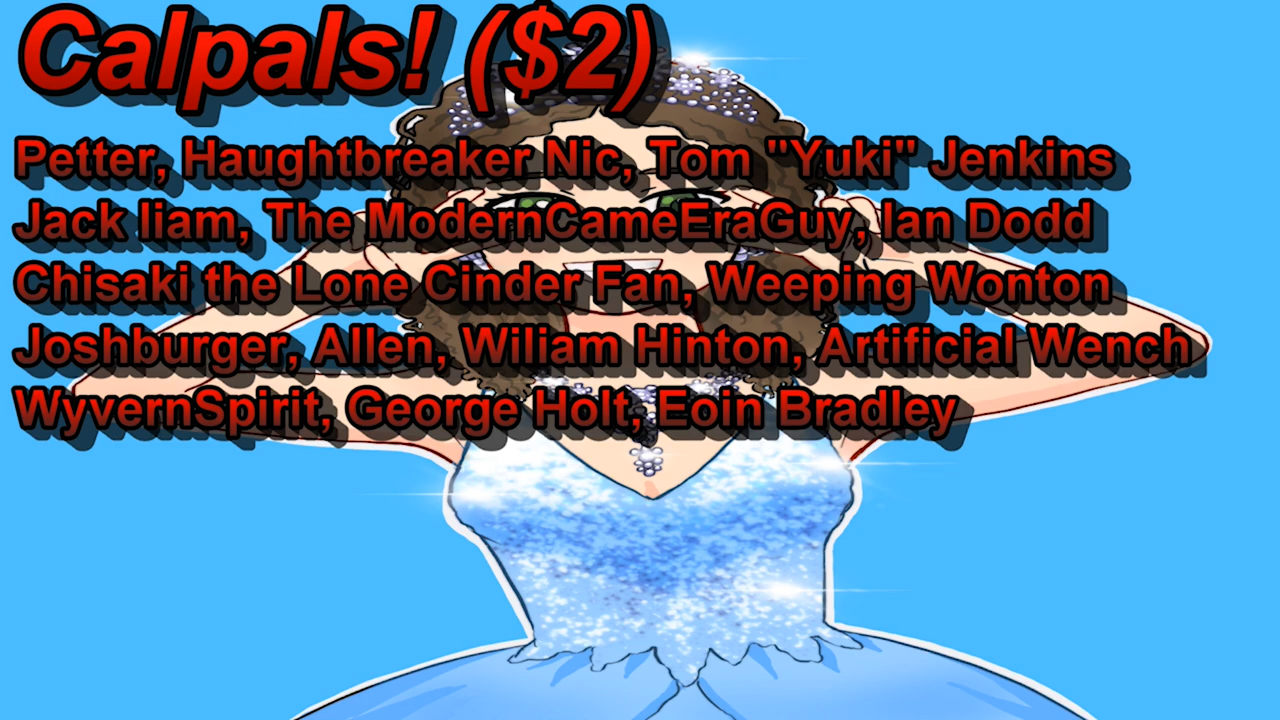 Calpals! ($2)
Petter, Haughtbreaker Nic, Tom "Yuki" Jenkins
Jack liam, The ModernCameEraGuy, Ian Dodd
Chisaki the Lone Cinder Fan, Weeping Wonton
Joshburger, Allen, Wiliam Hinton, Artificial Wench
WyvernSpirit, George Holt, Eoin Bradley